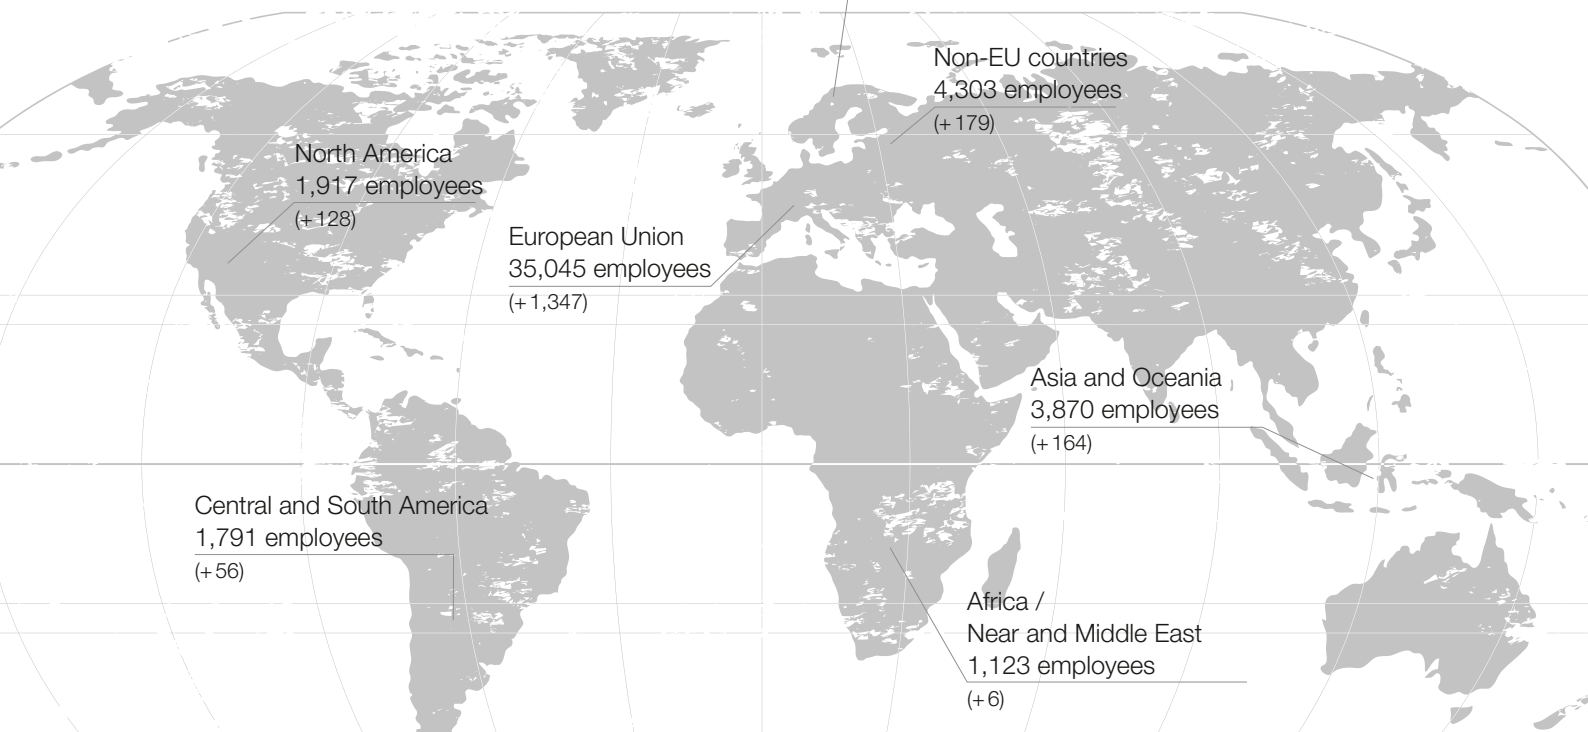 Non-EU countries
4,303 employees
(+ 179)
North America
1,917 employees
(+ 128)
European Union
35,045 employees
(+ 1,347)
Asia and Oceania
3,870 employees
(+ 164)
Central and South America
1,791 employees
(+ 56)
Africa /
Near and Middle East
1,123 employees
(+ 6)